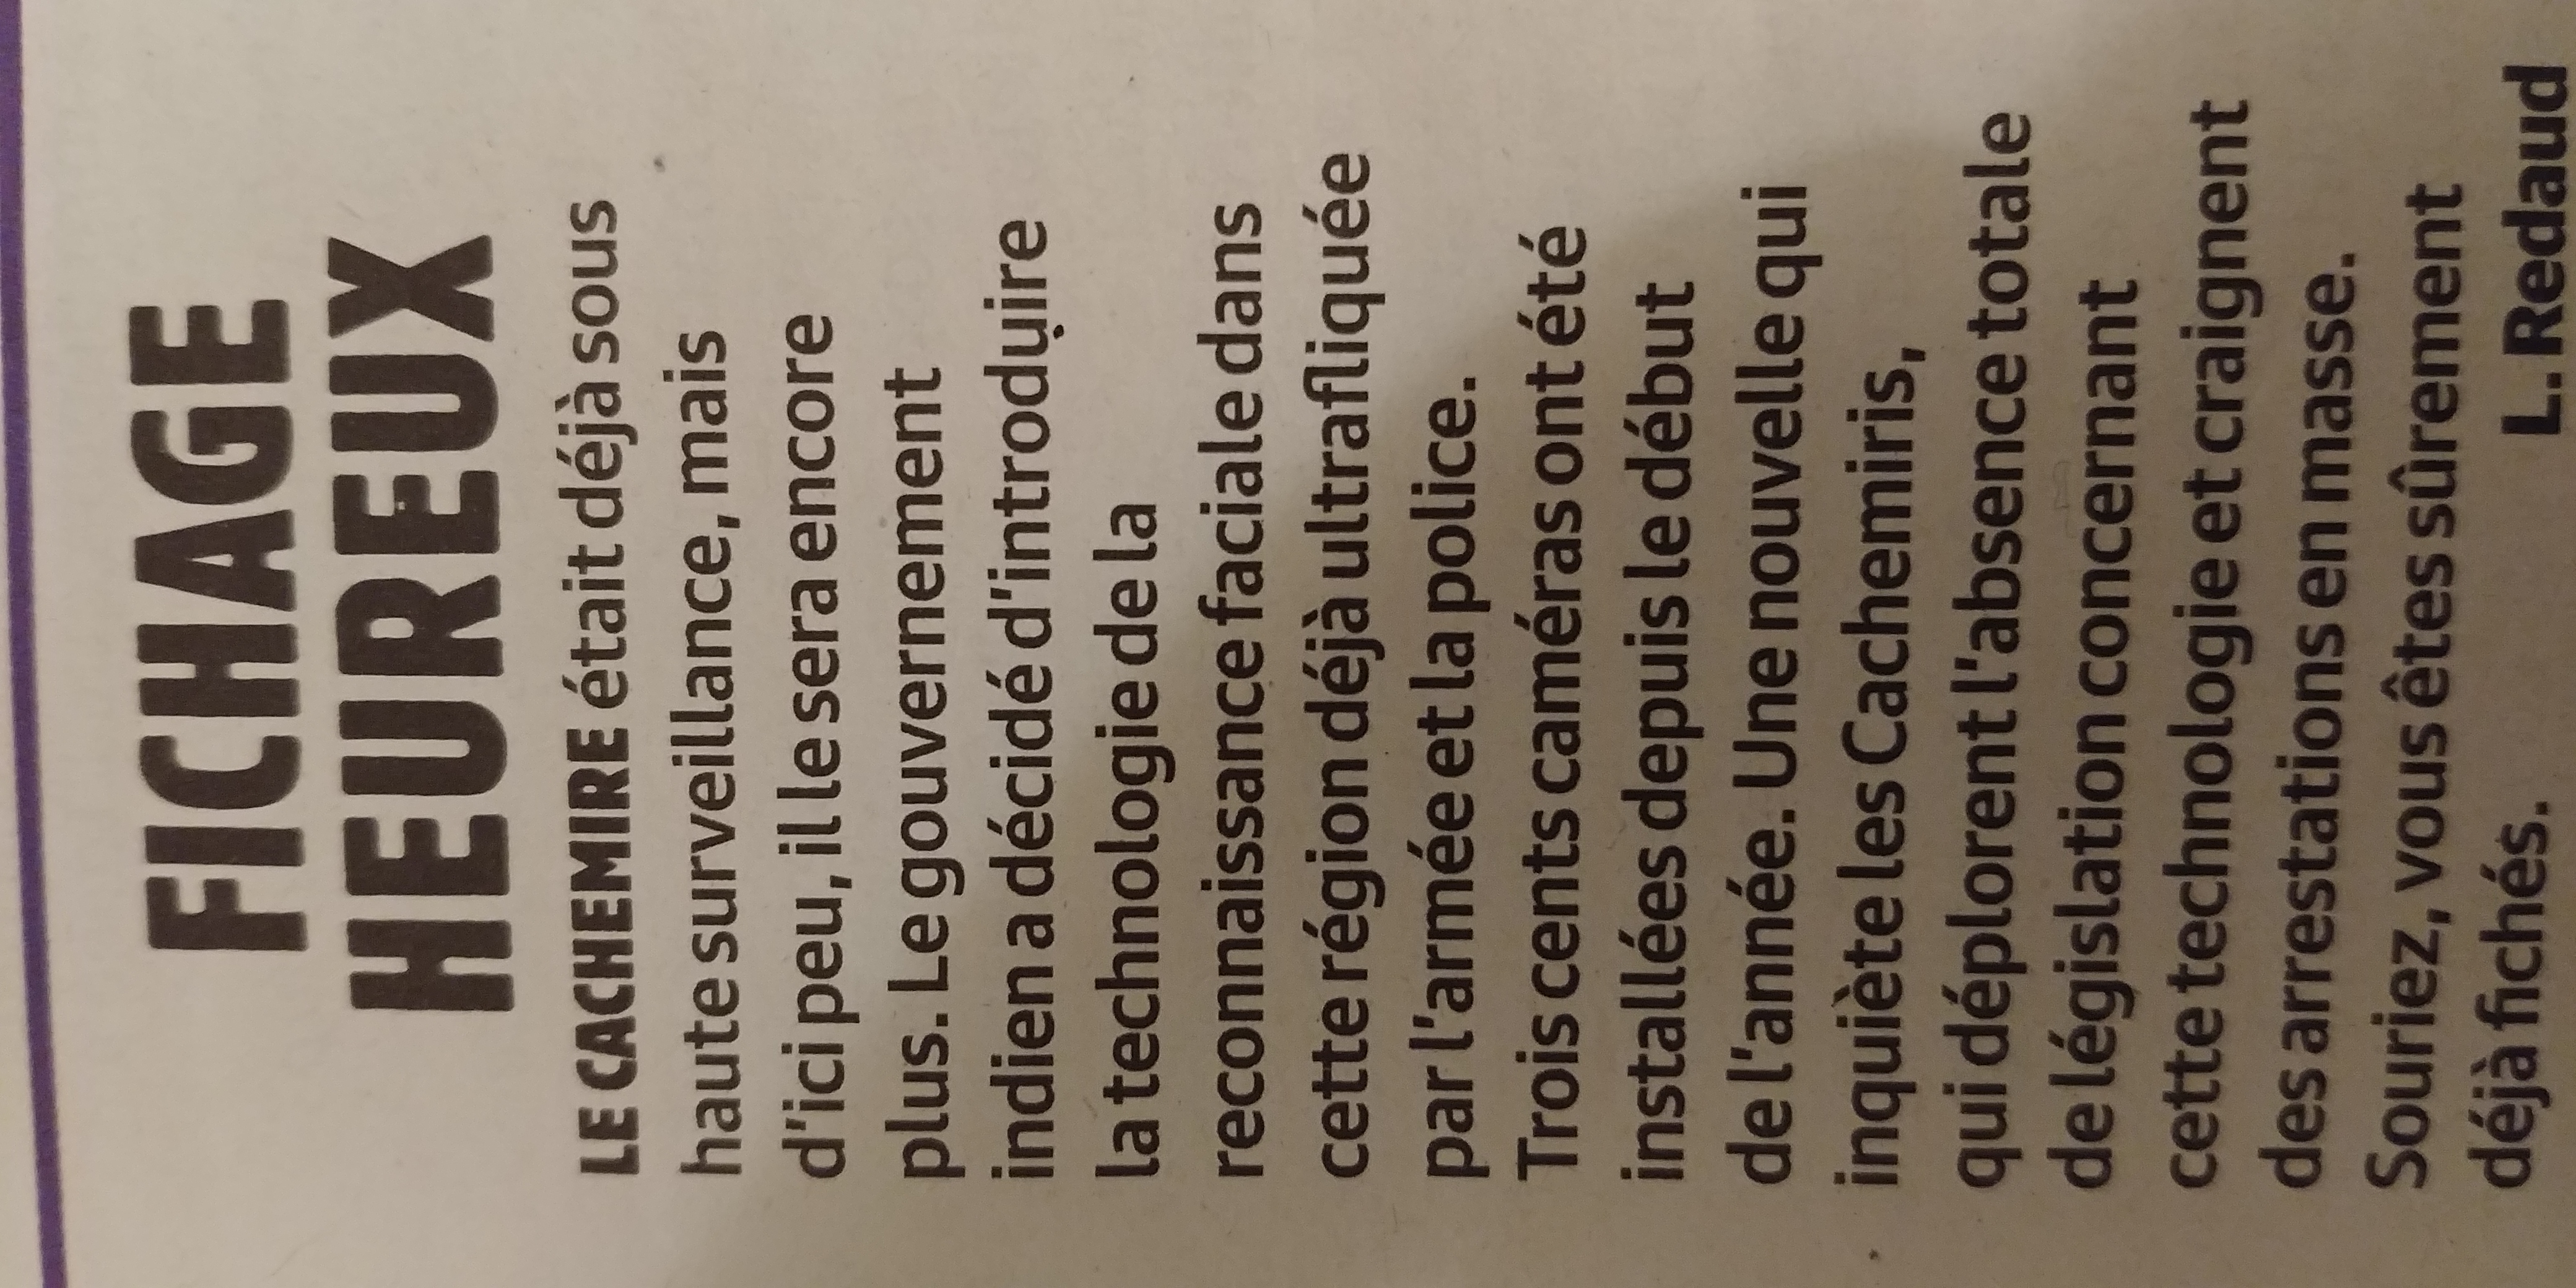 FICHAGE
HEUREUX
LE CACHEMIRE était déjà sous
haute surveillance, mais
d'ici peu, il le sera encore
plus. Le gouvernement
indien a décidé d'introduire
la technologie de la
reconnaissance faciale dans
cette région déjà ultrafliquée
par l'armée et la police.
Trois cents caméras ont été
installées depuis le début
de l'année. Une nouvelle qui
inquiète les Cachemiris,
qui déplorent l'absence totale
de législation concernant
cette technologie et craignent
des arrestations en masse.
Souriez, vous êtes sûrement
déjà fichés. L. Redaud